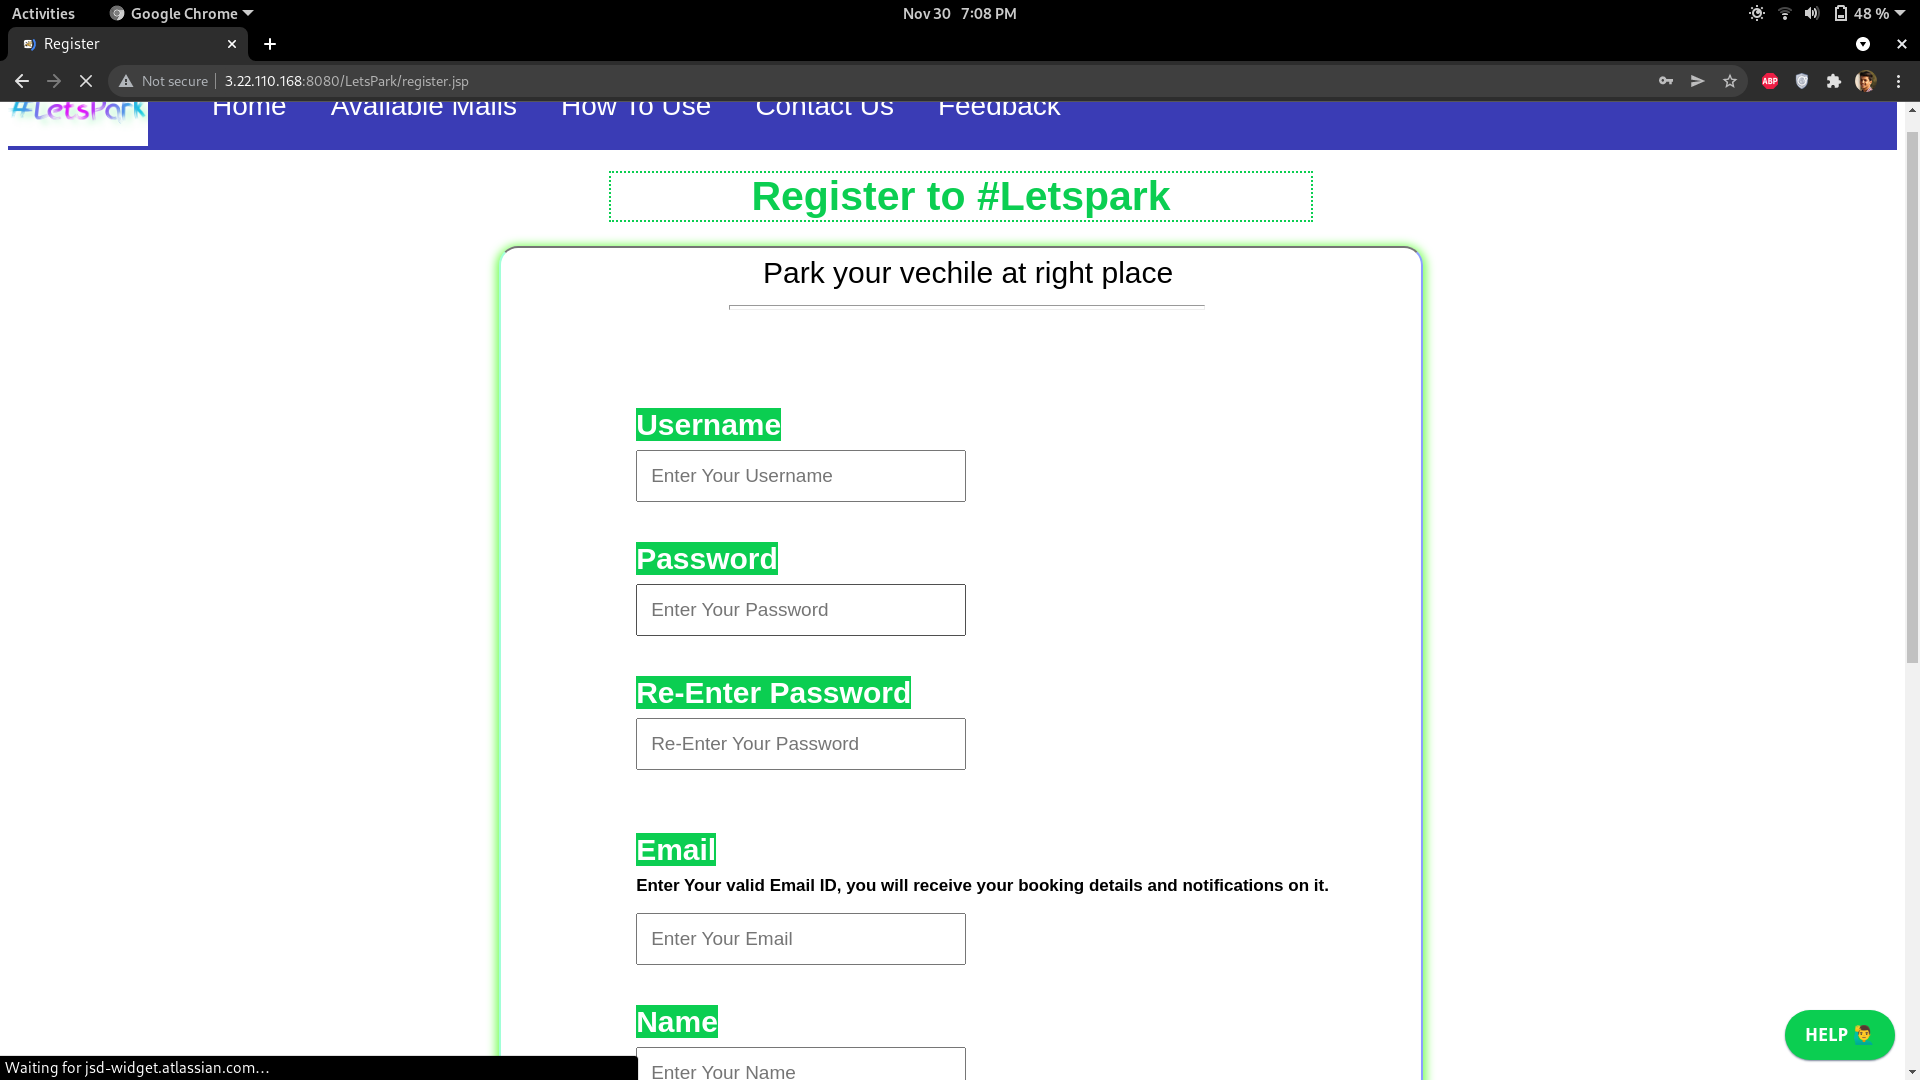 Activities Google Chrome Nov 30 7:08 PM 48 %
Register
Not secure 3.22.110.168:8080/LetsPark/register.jsp
ABP
#LetsPark Home Available Malls How To Use Contact Us Feedback
Register to #Letspark
Park your vechile at right place
Username
Enter Your Username
Password
Enter Your Password
Re-Enter Password
Re-Enter Your Password
Email
Enter Your valid Email ID, you will receive your booking details and notifications on it.
Enter Your Email
Name
Enter Your Name
HELP
Waiting for jsd-widget.atlassian.com…